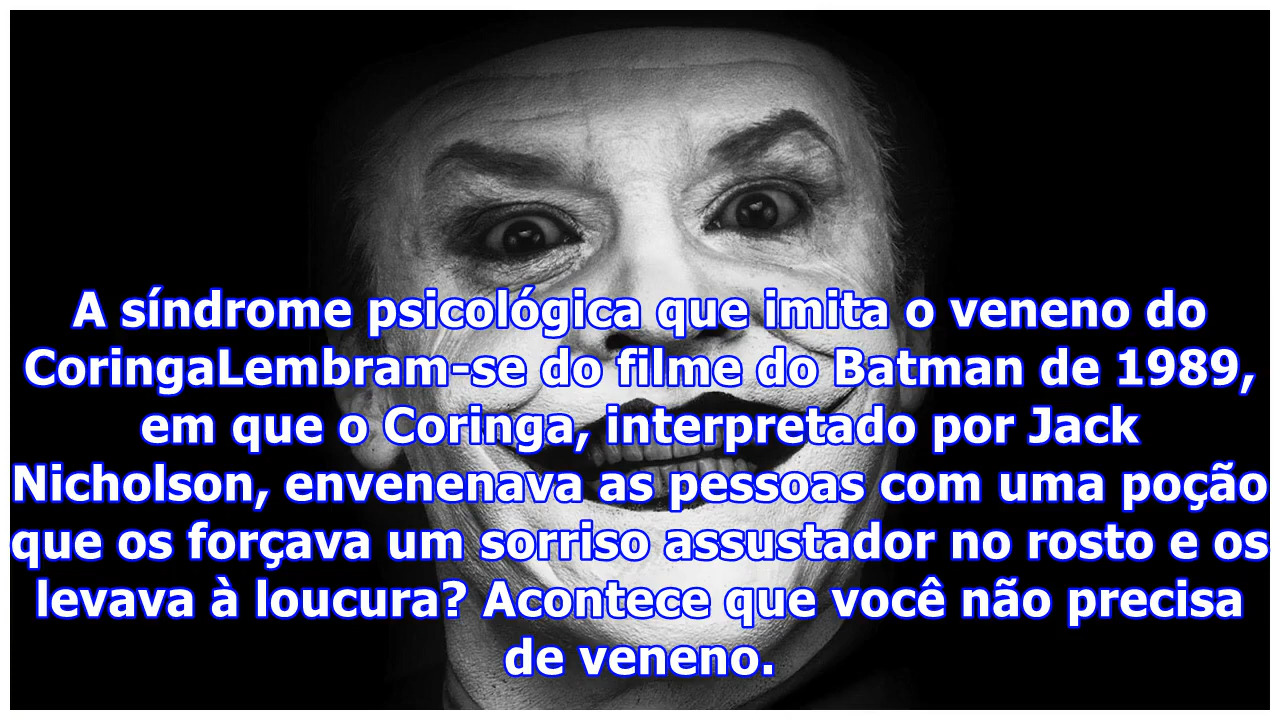 A síndrome psicológica que imita o veneno do
CoringaLembram-se do filme do Batman de 1989,
em que o Coringa, interpretado por Jack
Nicholson, envenenava as pessoas com uma poção
que os forçava um sorriso assustador no rosto e os
levava à loucura? Acontece que você não precisa
de veneno.